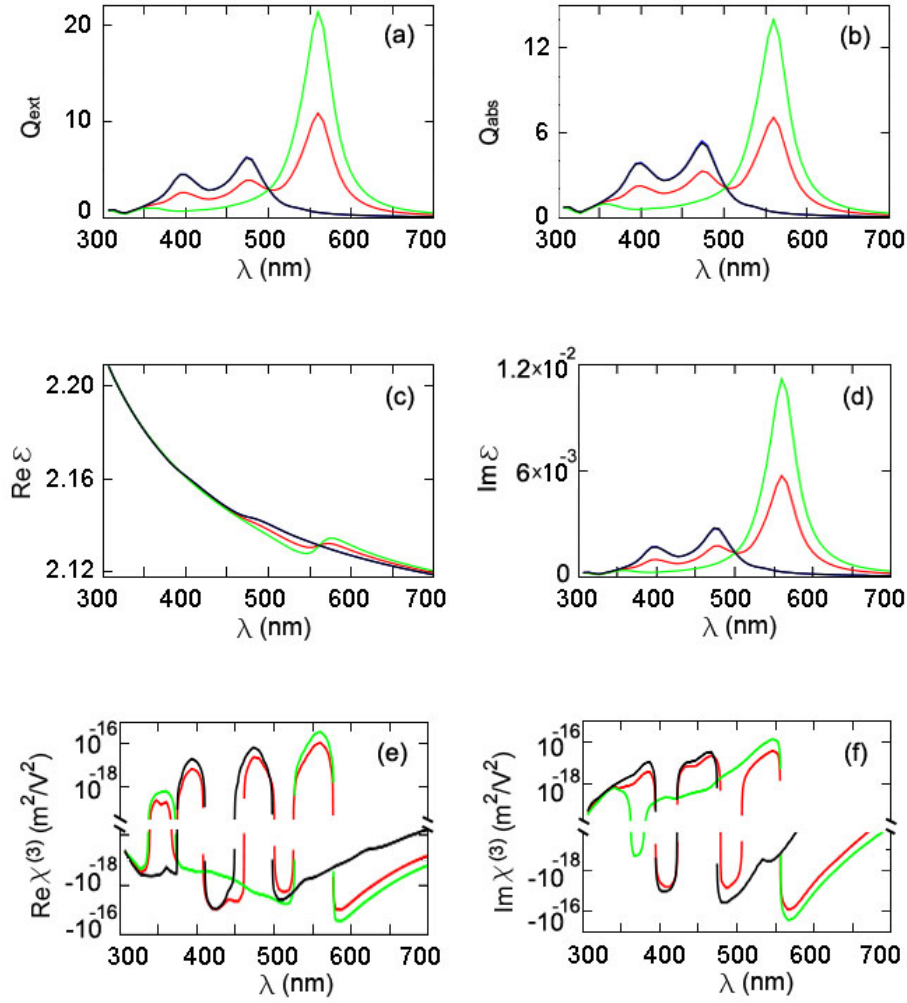 20
10
0
Qext
(a)
300 400 500 600 700
λ (nm)
12
6
0
Qabs
(b)
300 400 500 600 700
λ (nm)
2.20
2.16
2.12
Re ℰ
(c)
300 400 500 600 700
λ (nm)
1.2×10⁻²
6×10⁻³
0
Im ℰ
(d)
300 400 500 600 700
λ (nm)
10⁻¹⁶
10⁻¹⁸
-10⁻¹⁸
-10⁻¹⁶
Re χ⁽³⁾ (m²/V²)
(e)
300 400 500 600 700
λ (nm)
10⁻¹⁶
10⁻¹⁸
-10⁻¹⁸
-10⁻¹⁶
Im χ⁽³⁾ (m²/V²)
(f)
300 400 500 600 700
λ (nm)